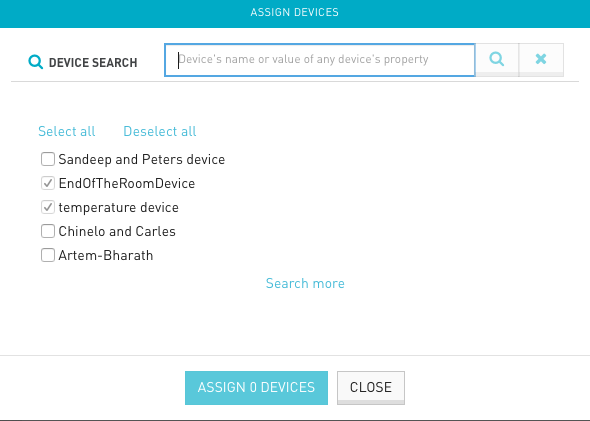 ASSIGN DEVICES
DEVICE SEARCH
Device's name or value of any device's property
Select all
Deselect all
Sandeep and Peters device
EndOfTheRoomDevice
temperature device
Chinelo and Carles
Artem-Bharath
Search more
ASSIGN 0 DEVICES
CLOSE